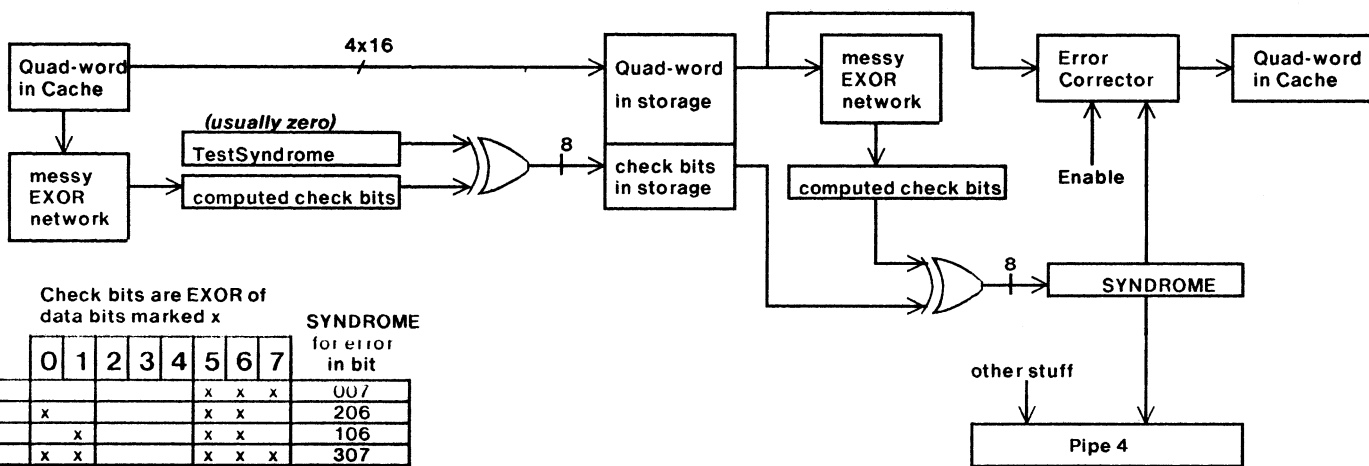 4x16
Quad-word
in Cache
Quad-word
in storage
messy
EXOR
network
Error
Corrector
Quad-word
in Cache
(usually zero)
TestSyndrome
8
messy
EXOR
network
computed check bits
check bits
in storage
computed check bits
Enable
8
SYNDROME
Check bits are EXOR of
data bits marked x
SYNDROME
for error
in bit
0 1 2 3 4 5 6 7
x x x 007
x x x 206
x x x 106
x x x x x 307
other stuff
Pipe 4